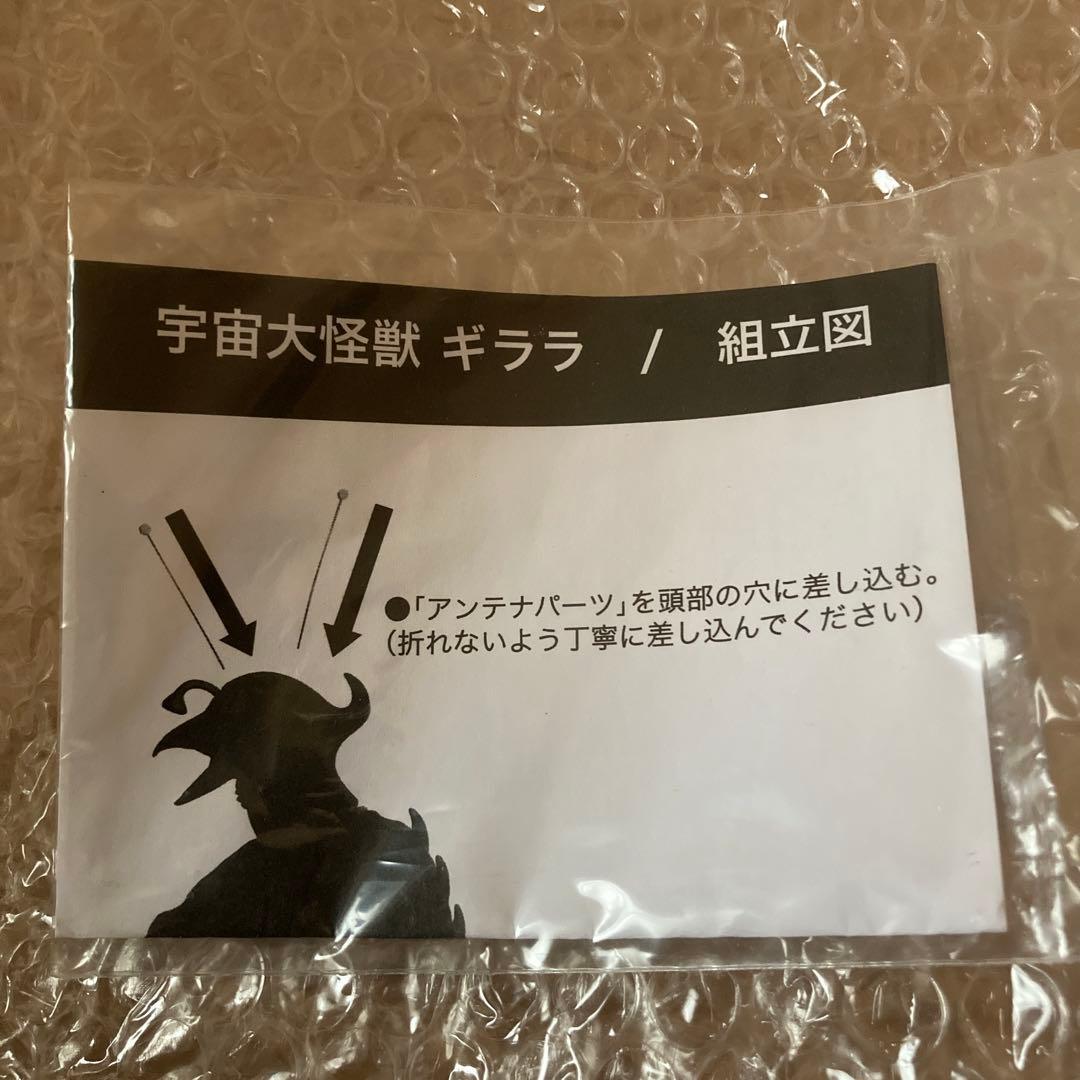 宇宙大怪獣 ギララ / 組立図
●「アンテナパーツ」を頭部の穴に差し込む。
(折れないよう丁寧に差し込んでください)